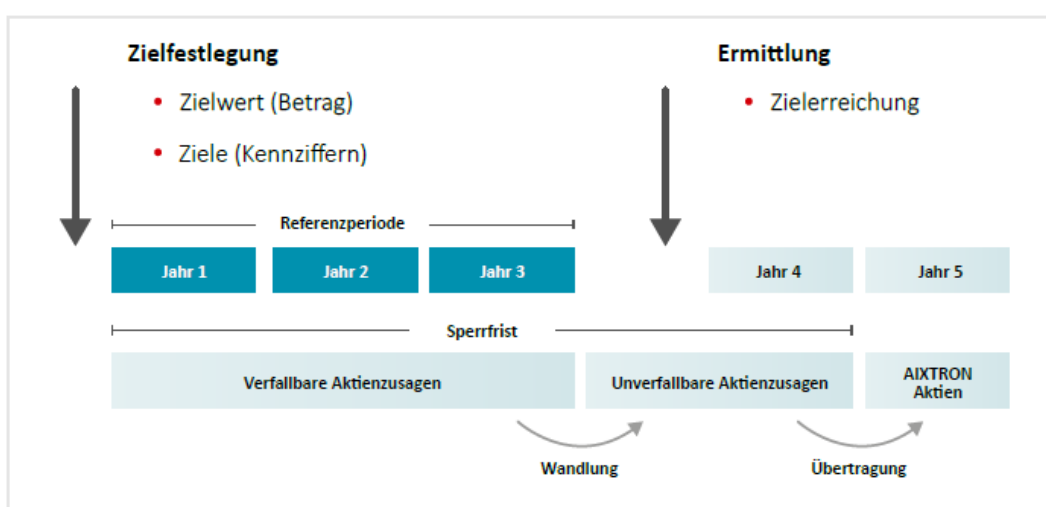 Zielfestlegung
• Zielwert (Betrag)
• Ziele (Kennziffern)
Ermittlung
• Zielerreichung
Referenzperiode
Jahr 1
Jahr 2
Jahr 3
Jahr 4
Jahr 5
Sperrfrist
Verfallbare Aktienzusagen
Unverfallbare Aktienzusagen
AIXTRON
Aktien
Wandlung
Übertragung